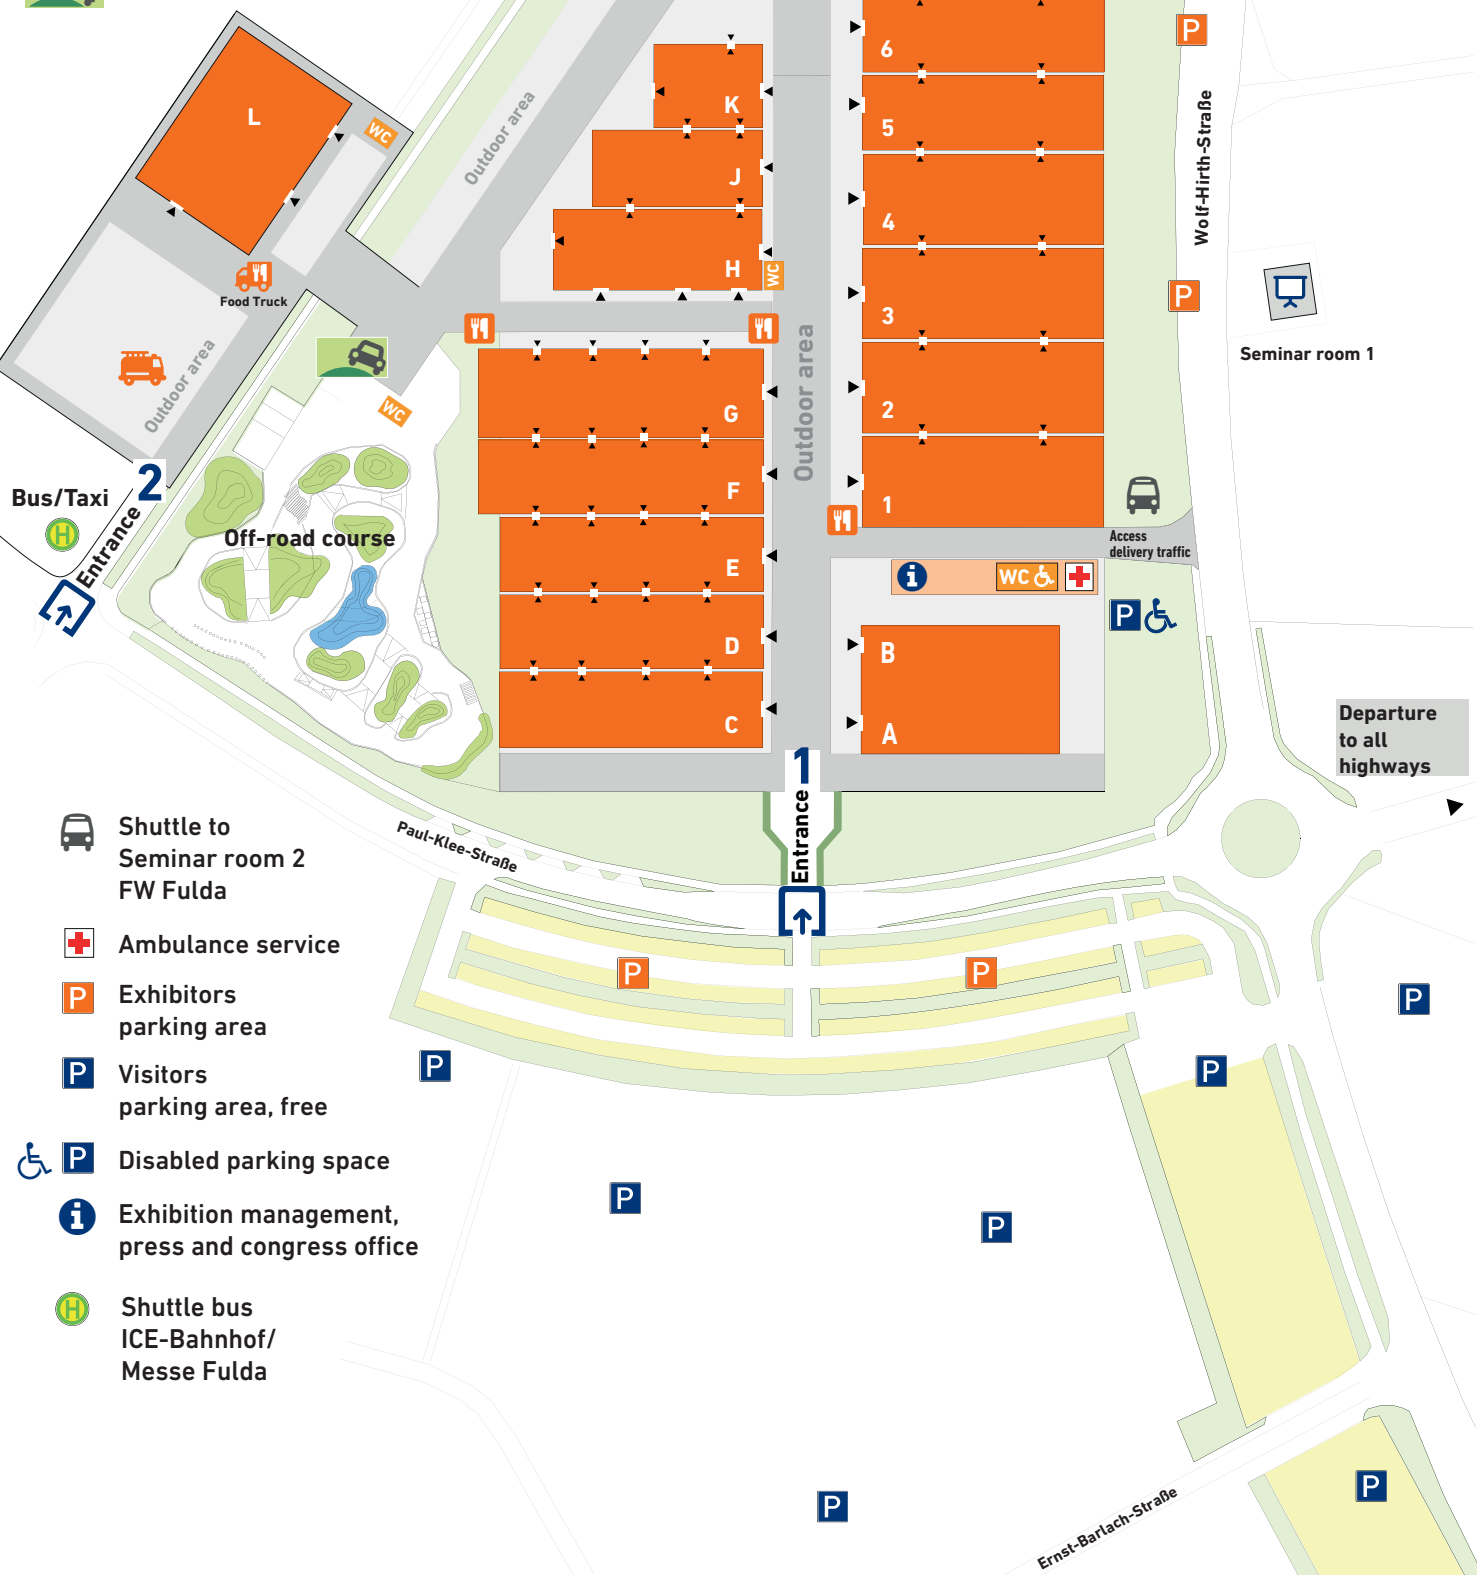 6
P
L
WC
K
Outdoor area
5
Wolf-Hirth-Straße
J
4
H
WC
Food Truck
3
P
Seminar room 1
Outdoor area
Outdoor area
G
2
WC
2
Bus/Taxi
H
Entrance
F
1
Off-road course
E
Access
delivery traffic
i
WC
P
D
B
C
A
1
Entrance
Departure
to all
highways
Paul-Klee-Straße
Shuttle to
Seminar room 2
FW Fulda
Ambulance service
P
Exhibitors
parking area
P
Visitors
parking area, free
P
Disabled parking space
i
Exhibition management,
press and congress office
H
Shuttle bus
ICE-Bahnhof/
Messe Fulda
P
P
P
P
P
P
P
P
P
Ernst-Barlach-Straße